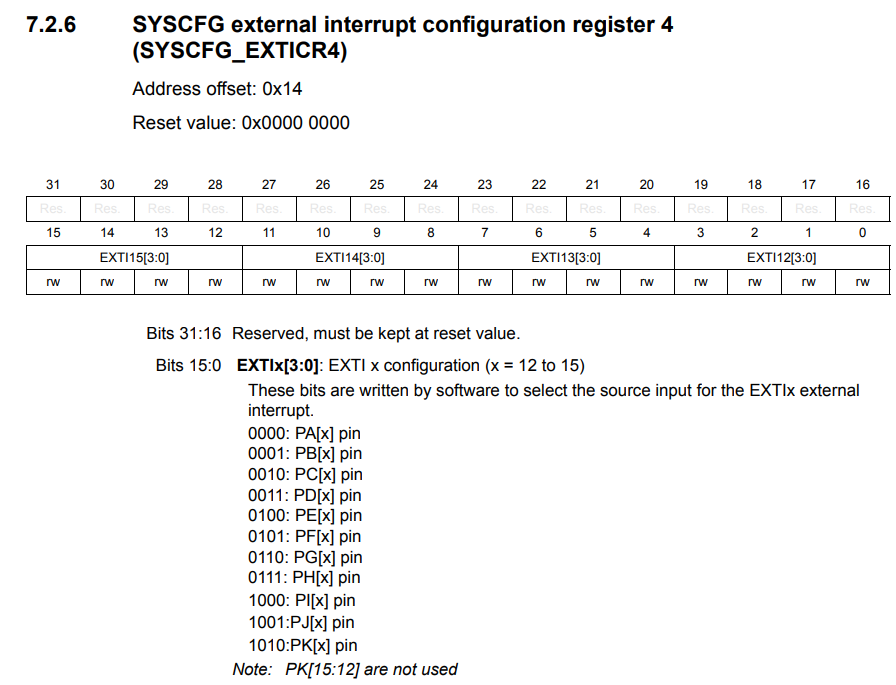 7.2.6 SYSCFG external interrupt configuration register 4
(SYSCFG_EXTICR4)
Address offset: 0x14
Reset value: 0x0000 0000
31 30 29 28 27 26 25 24 23 22 21 20 19 18 17 16
Res. Res. Res. Res. Res. Res. Res. Res. Res. Res. Res. Res. Res. Res. Res. Res.
15 14 13 12 11 10 9 8 7 6 5 4 3 2 1 0
EXTI15[3:0] EXTI14[3:0] EXTI13[3:0] EXTI12[3:0]
rw rw rw rw rw rw rw rw rw rw rw rw rw rw rw rw
Bits 31:16 Reserved, must be kept at reset value.
Bits 15:0 EXTIx[3:0]: EXTI x configuration (x = 12 to 15)
These bits are written by software to select the source input for the EXTIx external
interrupt.
0000: PA[x] pin
0001: PB[x] pin
0010: PC[x] pin
0011: PD[x] pin
0100: PE[x] pin
0101: PF[x] pin
0110: PG[x] pin
0111: PH[x] pin
1000: PI[x] pin
1001:PJ[x] pin
1010:PK[x] pin
Note: PK[15:12] are not used